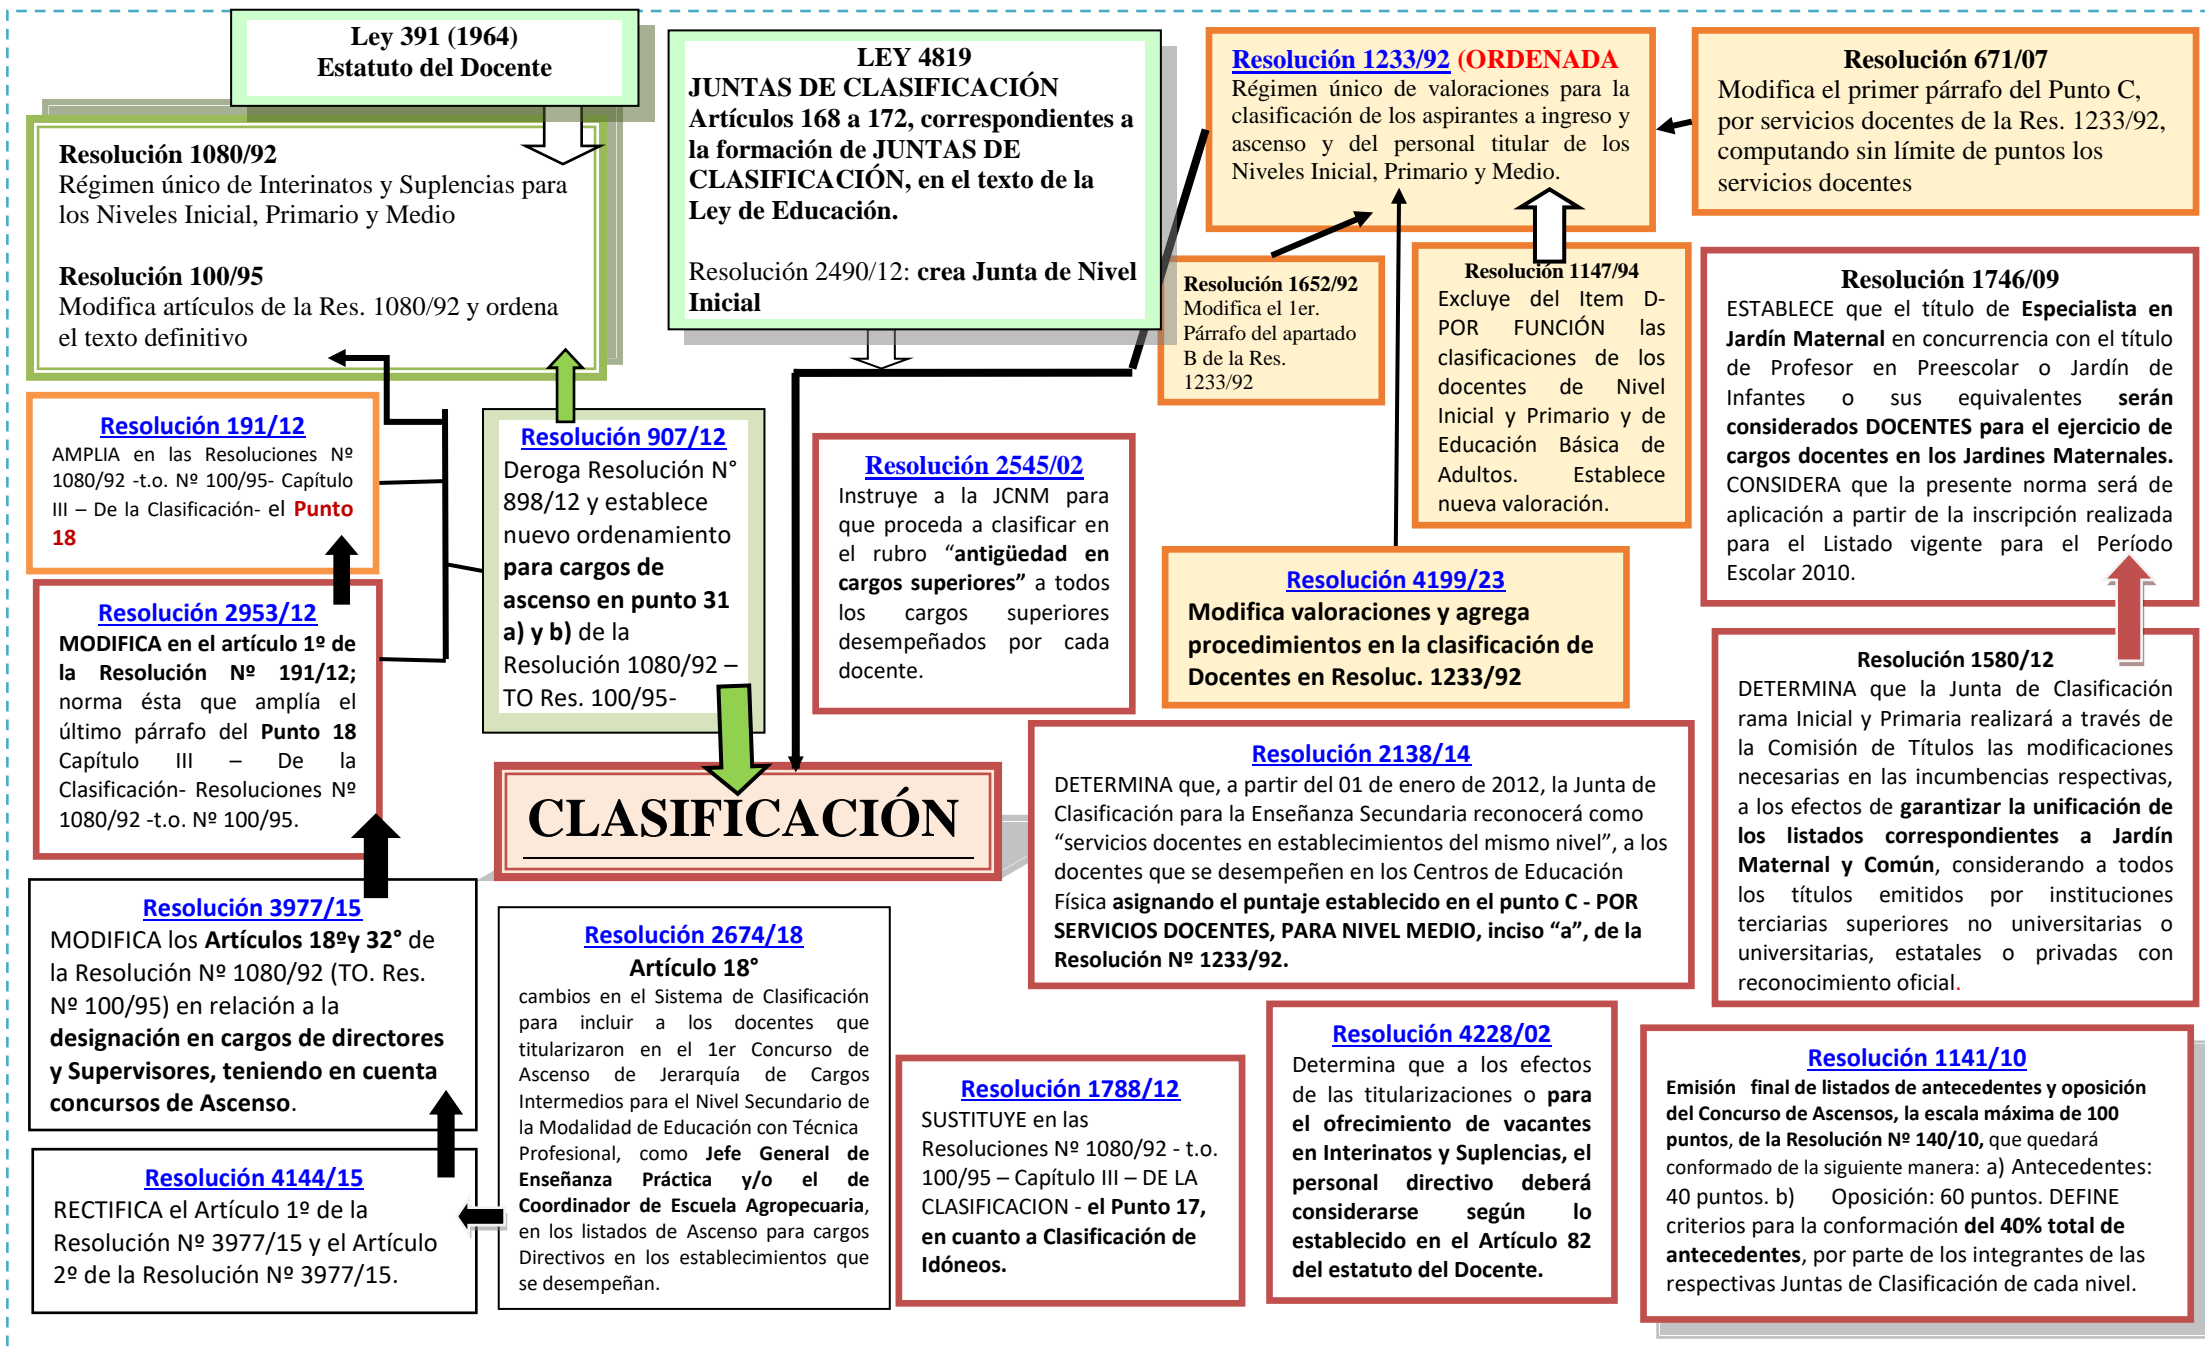 Ley 391 (1964)
Estatuto del Docente
Resolución 1080/92
Régimen único de Interinatos y Suplencias para
los Niveles Inicial, Primario y Medio
Resolución 100/95
Modifica artículos de la Res. 1080/92 y ordena
el texto definitivo
LEY 4819
JUNTAS DE CLASIFICACIÓN
Artículos 168 a 172, correspondientes a
la formación de JUNTAS DE
CLASIFICACIÓN, en el texto de la
Ley de Educación.
Resolución 2490/12: crea Junta de Nivel
Inicial
Resolución 1233/92 (ORDENADA
Régimen único de valoraciones para la
clasificación de los aspirantes a ingreso y
ascenso y del personal titular de los
Niveles Inicial, Primario y Medio.
Resolución 671/07
Modifica el primer párrafo del Punto C,
por servicios docentes de la Res. 1233/92,
computando sin límite de puntos los
servicios docentes
Resolución 1652/92
Modifica el 1er.
Párrafo del apartado
B de la Res.
1233/92
Resolución 1147/94
Excluye del Item D-
POR FUNCIÓN las
clasificaciones de los
docentes de Nivel
Inicial y Primario y de
Educación Básica de
Adultos. Establece
nueva valoración.
Resolución 1746/09
ESTABLECE que el título de Especialista en
Jardín Maternal en concurrencia con el título
de Profesor en Preescolar o Jardín de
Infantes o sus equivalentes serán
considerados DOCENTES para el ejercicio de
cargos docentes en los Jardines Maternales.
CONSIDERA que la presente norma será de
aplicación a partir de la inscripción realizada
para el Listado vigente para el Período
Escolar 2010.
Resolución 191/12
AMPLIA en las Resoluciones Nº
1080/92 -t.o. Nº 100/95- Capítulo
III – De la Clasificación- el Punto
18
Resolución 907/12
Deroga Resolución N°
898/12 y establece
nuevo ordenamiento
para cargos de
ascenso en punto 31
a) y b) de la
Resolución 1080/92 –
TO Res. 100/95-
Resolución 2545/02
Instruye a la JCNM para
que proceda a clasificar en
el rubro “antigüedad en
cargos superiores” a todos
los cargos superiores
desempeñados por cada
docente.
Resolución 4199/23
Modifica valoraciones y agrega
procedimientos en la clasificación de
Docentes en Resoluc. 1233/92
Resolución 2953/12
MODIFICA en el artículo 1º de
la Resolución Nº 191/12;
norma ésta que amplía el
último párrafo del Punto 18
Capítulo III – De la
Clasificación- Resoluciones Nº
1080/92 -t.o. Nº 100/95.
Resolución 1580/12
DETERMINA que la Junta de Clasificación
rama Inicial y Primaria realizará a través de
la Comisión de Títulos las modificaciones
necesarias en las incumbencias respectivas,
a los efectos de garantizar la unificación de
los listados correspondientes a Jardín
Maternal y Común, considerando a todos
los títulos emitidos por instituciones
terciarias superiores no universitarias o
universitarias, estatales o privadas con
reconocimiento oficial.
CLASIFICACIÓN
Resolución 2138/14
DETERMINA que, a partir del 01 de enero de 2012, la Junta de
Clasificación para la Enseñanza Secundaria reconocerá como
“servicios docentes en establecimientos del mismo nivel”, a los
docentes que se desempeñen en los Centros de Educación
Física asignando el puntaje establecido en el punto C - POR
SERVICIOS DOCENTES, PARA NIVEL MEDIO, inciso “a”, de la
Resolución Nº 1233/92.
Resolución 3977/15
MODIFICA los Artículos 18ºy 32° de
la Resolución Nº 1080/92 (TO. Res.
Nº 100/95) en relación a la
designación en cargos de directores
y Supervisores, teniendo en cuenta
concursos de Ascenso.
Resolución 2674/18
Artículo 18°
cambios en el Sistema de Clasificación
para incluir a los docentes que
titularizaron en el 1er Concurso de
Ascenso de Jerarquía de Cargos
Intermedios para el Nivel Secundario de
la Modalidad de Educación con Técnica
Profesional, como Jefe General de
Enseñanza Práctica y/o el de
Coordinador de Escuela Agropecuaria,
en los listados de Ascenso para cargos
Directivos en los establecimientos que
se desempeñan.
Resolución 4144/15
RECTIFICA el Artículo 1º de la
Resolución Nº 3977/15 y el Artículo
2º de la Resolución Nº 3977/15.
Resolución 1788/12
SUSTITUYE en las
Resoluciones Nº 1080/92 - t.o.
100/95 – Capítulo III – DE LA
CLASIFICACION - el Punto 17,
en cuanto a Clasificación de
Idóneos.
Resolución 4228/02
Determina que a los efectos
de las titularizaciones o para
el ofrecimiento de vacantes
en Interinatos y Suplencias, el
personal directivo deberá
considerarse según lo
establecido en el Artículo 82
del estatuto del Docente.
Resolución 1141/10
Emisión final de listados de antecedentes y oposición
del Concurso de Ascensos, la escala máxima de 100
puntos, de la Resolución Nº 140/10, que quedará
conformado de la siguiente manera: a) Antecedentes:
40 puntos. b) Oposición: 60 puntos. DEFINE
criterios para la conformación del 40% total de
antecedentes, por parte de los integrantes de las
respectivas Juntas de Clasificación de cada nivel.